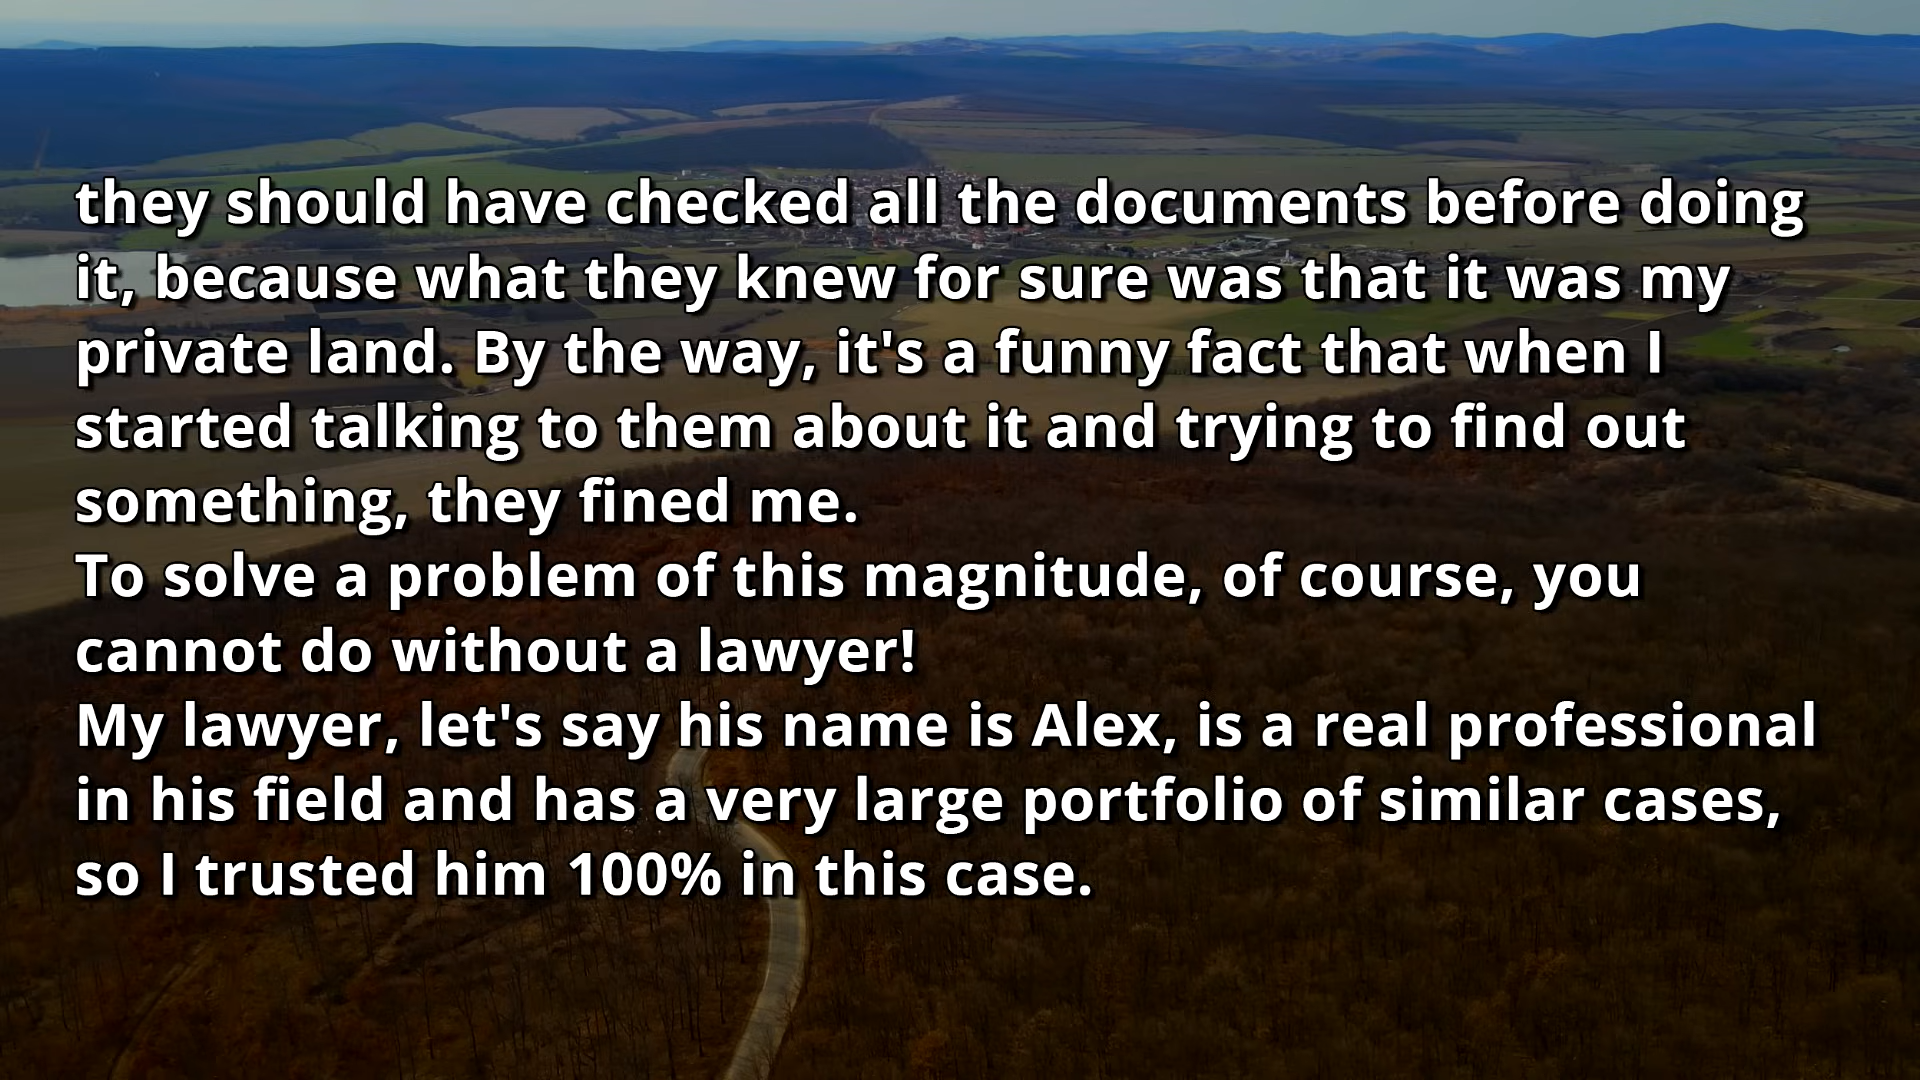 they should have checked all the documents before doing
it, because what they knew for sure was that it was my
private land. By the way, it's a funny fact that when I
started talking to them about it and trying to find out
something, they fined me.
To solve a problem of this magnitude, of course, you
cannot do without a lawyer!
My lawyer, let's say his name is Alex, is a real professional
in his field and has a very large portfolio of similar cases,
so I trusted him 100% in this case.